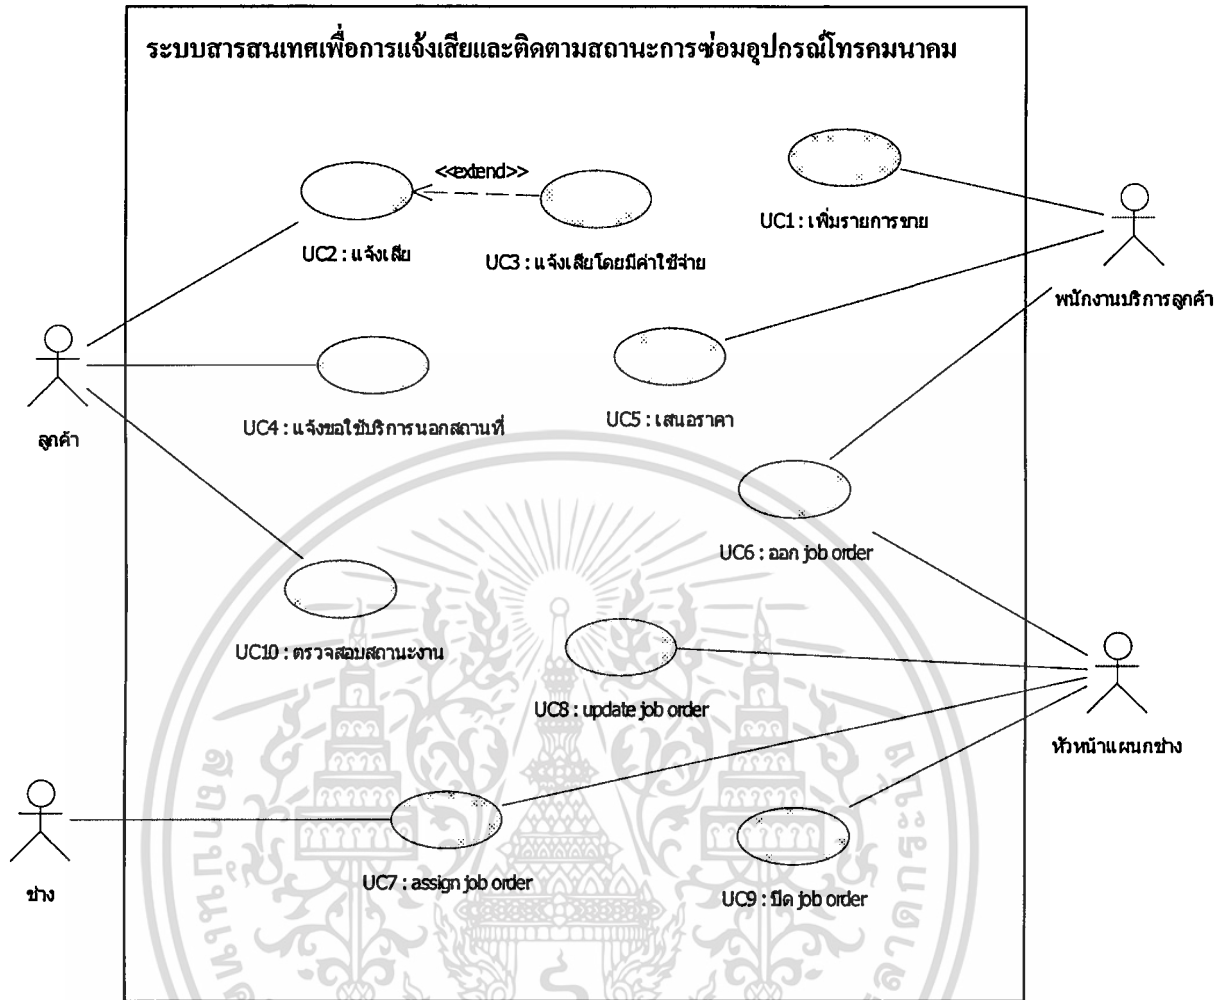 ระบบสารสนเทศเพื่อการแจ้งเสียและติดตามสถานะการซ่อมอุปกรณ์โทรคมนาคม
<<extend>>
UC1 : เพิ่มรายการขาย
UC2 : แจ้งเสีย
UC3 : แจ้งเสียโดยมีค่าใช้จ่าย
พนักงานบริการลูกค้า
UC4 : แจ้งขอใช้บริการนอกสถานที่
UC5 : เสนอราคา
ลูกค้า
UC6 : ออก job order
UC10 : ตรวจสอบสถานะงาน
UC8 : update job order
หัวหน้าแผนกช่าง
UC7 : assign job order
UC9 : ปิด job order
ช่าง